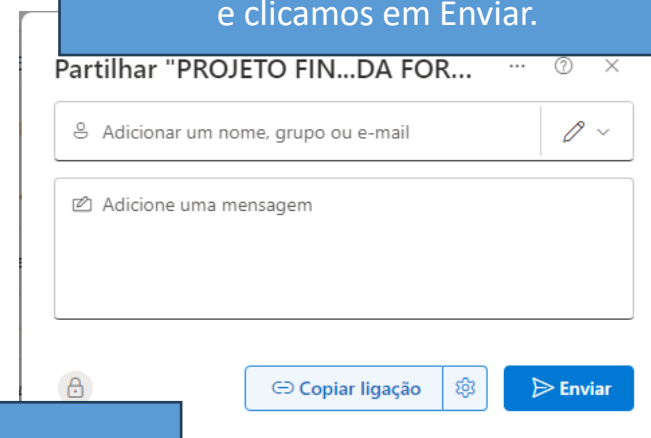 e clicamos em Enviar.
Partilhar "PROJETO FIN...DA FOR...
Adicionar um nome, grupo ou e-mail
Adicione uma mensagem
Copiar ligação
Enviar